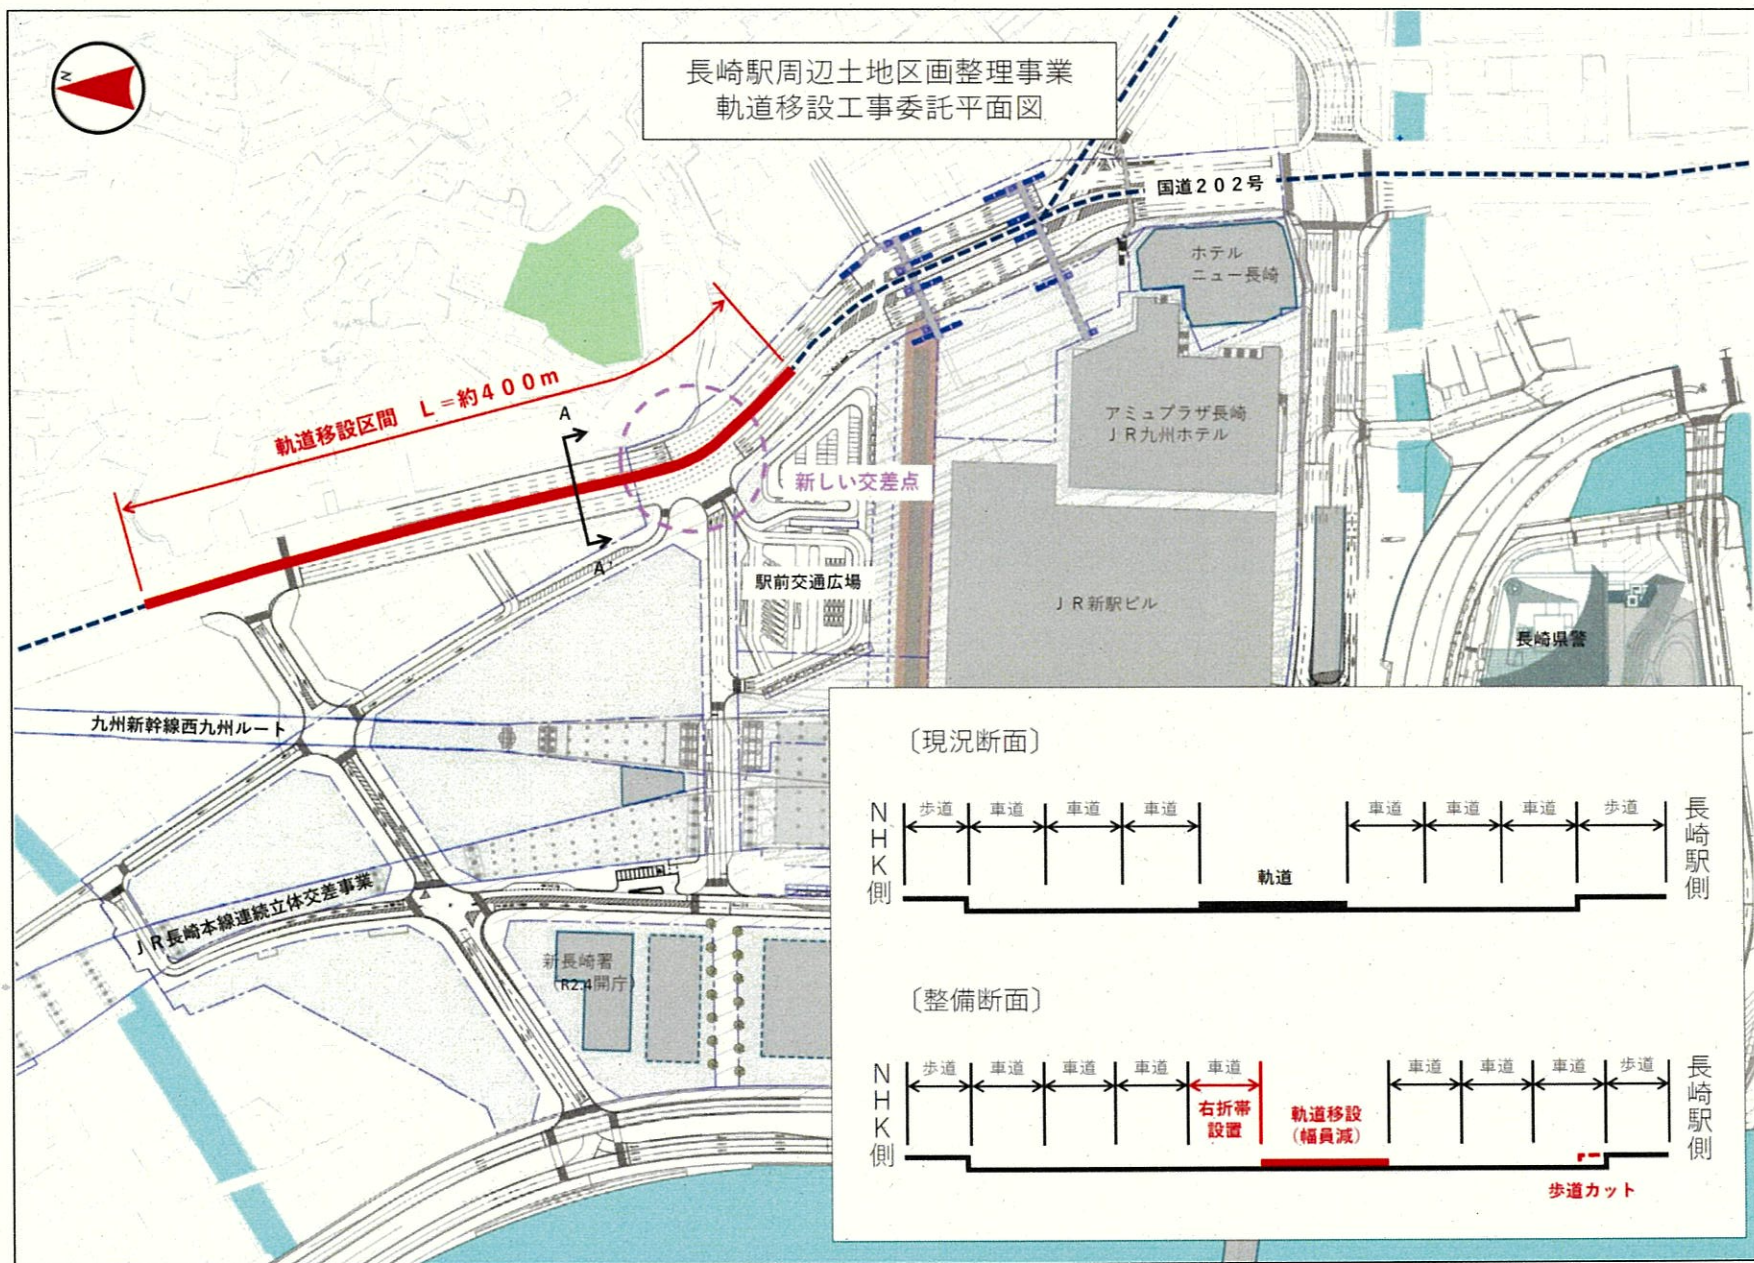 N
長崎駅周辺土地区画整理事業
軌道移設工事委託平面図
国道202号
ホテル
ニュー長崎
軌道移設区間 L=約400m
A
アミュプラザ長崎
JR九州ホテル
新しい交差点
A'
駅前交通広場
JR新駅ビル
長崎県警
九州新幹線西九州ルート
JR長崎本線連続立体交差事業
新長崎署
(R2.4開庁)
〔現況断面〕
NHK側
歩道 車道 車道 車道 車道 車道 車道 歩道
長崎駅側
軌道
〔整備断面〕
NHK側
歩道 車道 車道 車道 車道 車道 車道 車道 歩道
長崎駅側
右折帯
設置
軌道移設
(幅員減)
歩道カット